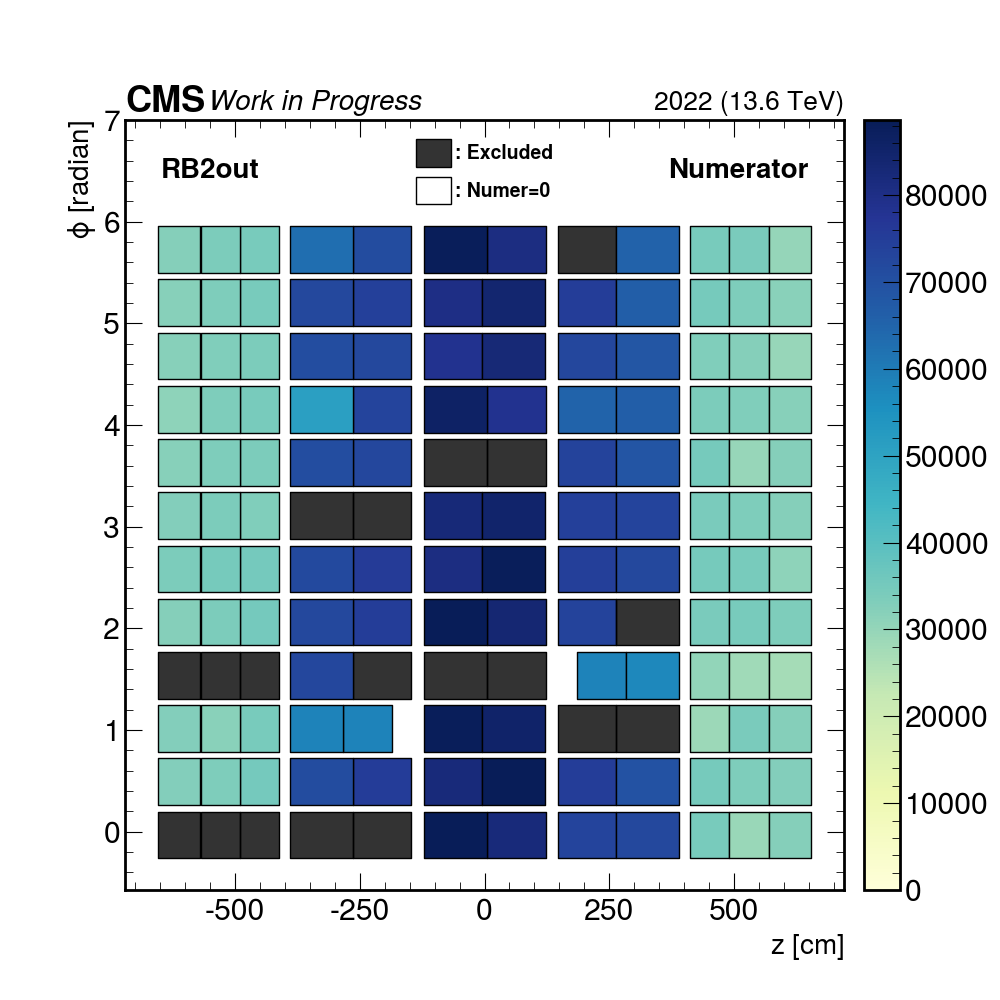 CMS Work in Progress 2022 (13.6 TeV)
RB2out
: Excluded
: Numer=0
Numerator
ϕ [radian]
7
6
5
4
3
2
1
0
-500 -250 0 250 500
z [cm]
80000
70000
60000
50000
40000
30000
20000
10000
0